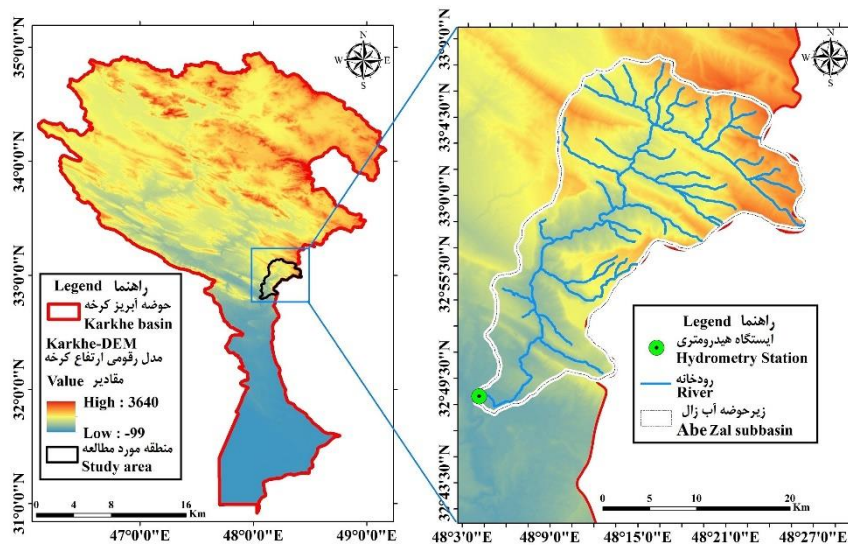 35°0'0"N
34°0'0"N
33°0'0"N
32°0'0"N
31°0'0"N
N
W
E
S
Legend راهنما
حوضه آبریز کرخه
Karkhe basin
Karkhe-DEM
مدل رقومی ارتفاع کرخه
Value مقادیر
High : 3640
Low : -99
منطقه مورد مطالعه
Study area
0 4 8 16
Km
47°0'0"E 48°0'0"E 49°0'0"E
33°4'30"N
33°0'0"N
32°55'30"N
32°49'30"N
32°43'30"N
N
W
E
S
Legend راهنما
ایستگاه هیدرومتری
Hydrometry Station
رودخانه
River
زیرحوضه آب زال
Abe Zal subbasin
0 5 10 20
Km
48°3'0"E 48°9'0"E 48°15'0"E 48°21'0"E 48°27'0"E